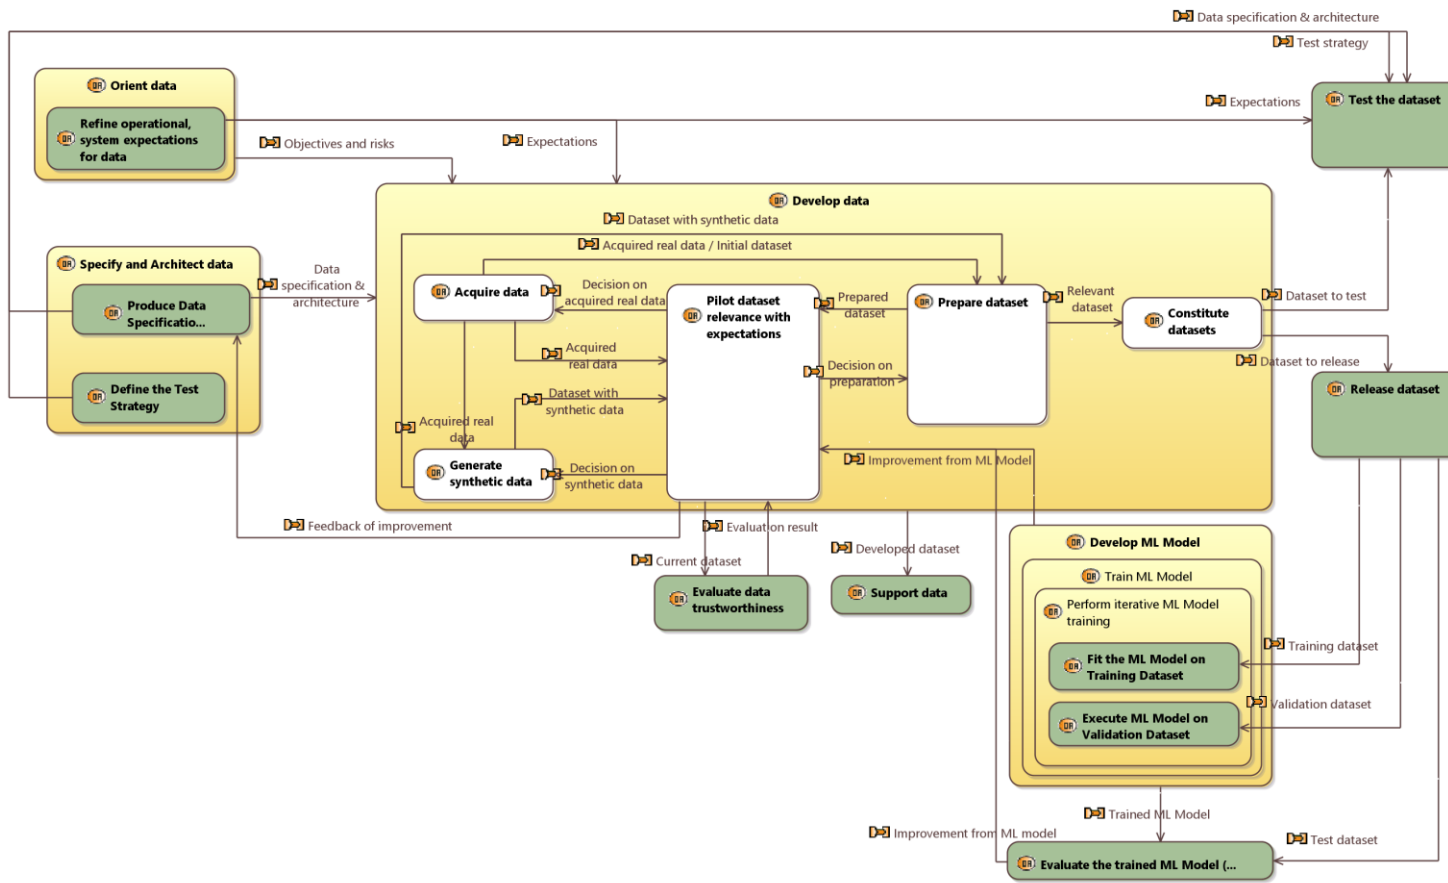 Data specification & architecture
Test strategy
Orient data
Refine operational,
system expectations
for data
Objectives and risks
Expectations
Expectations
Test the dataset
Develop data
Dataset with synthetic data
Acquired real data / Initial dataset
Specify and Architect data
Produce Data
Specificatio...
Define the Test
Strategy
Data
specification &
architecture
Acquire data
Decision on
acquired real data
Pilot dataset
relevance with
expectations
Prepared
dataset
Prepare dataset
Relevant
dataset
Constitute
datasets
Dataset to test
Dataset to release
Release dataset
Acquired
real data
Decision on
preparation
Dataset with
synthetic data
Acquired real
data
Generate
synthetic data
Decision on
synthetic data
Improvement from ML Model
Feedback of improvement
Evaluation result
Current dataset
Developed dataset
Evaluate data
trustworthiness
Support data
Develop ML Model
Train ML Model
Perform iterative ML Model
training
Fit the ML Model on
Training Dataset
Execute ML Model on
Validation Dataset
Training dataset
Validation dataset
Trained ML Model
Improvement from ML model
Test dataset
Evaluate the trained ML Model (...